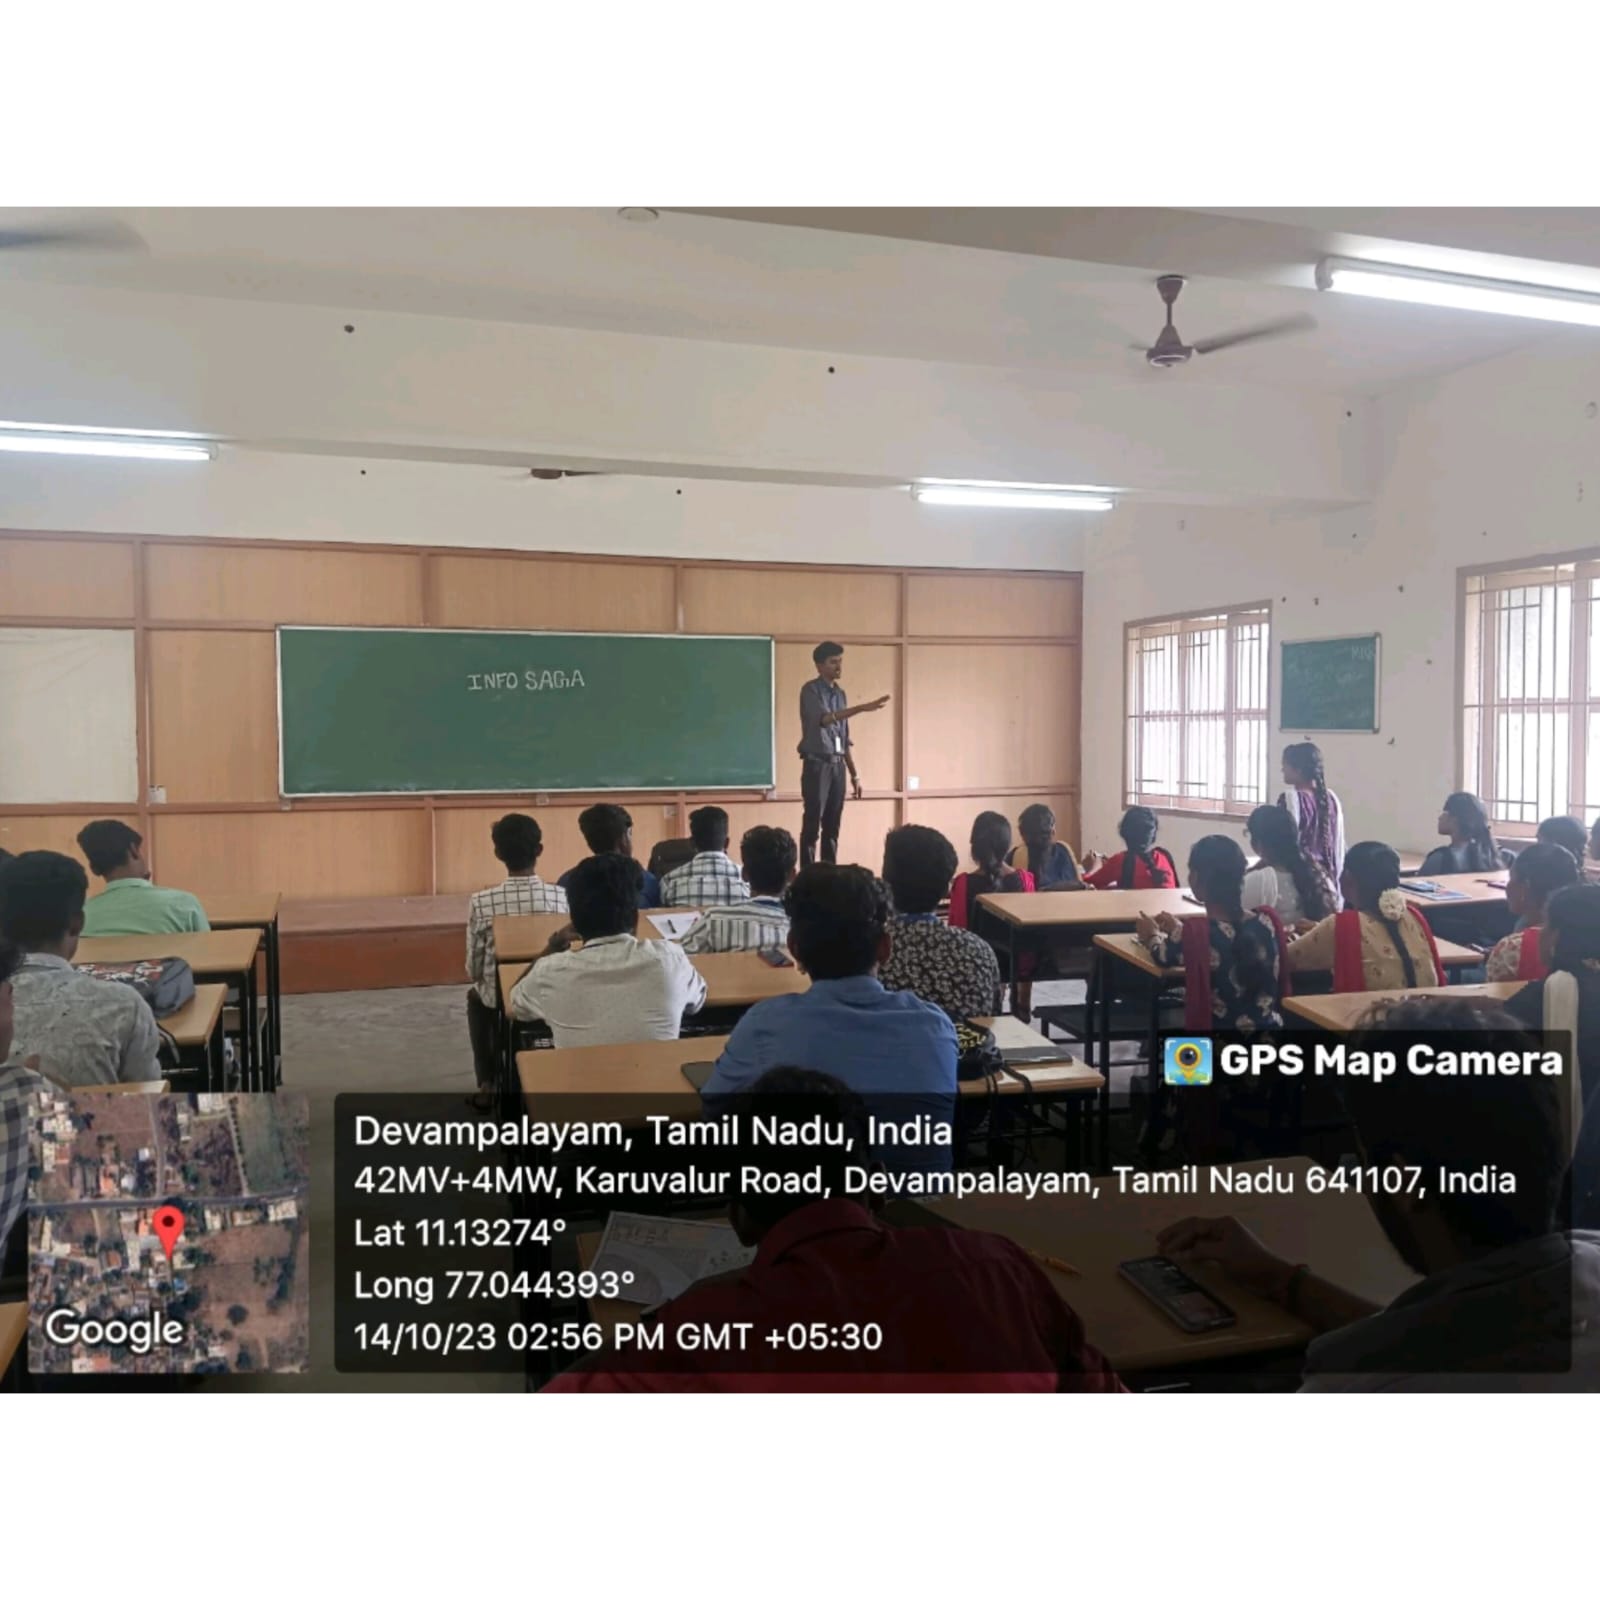 INFO SAGA
GPS Map Camera
Devampalayam, Tamil Nadu, India
42MV+4MW, Karuvalur Road, Devampalayam, Tamil Nadu 641107, India
Lat 11.13274°
Long 77.044393°
14/10/23 02:56 PM GMT +05:30
Google